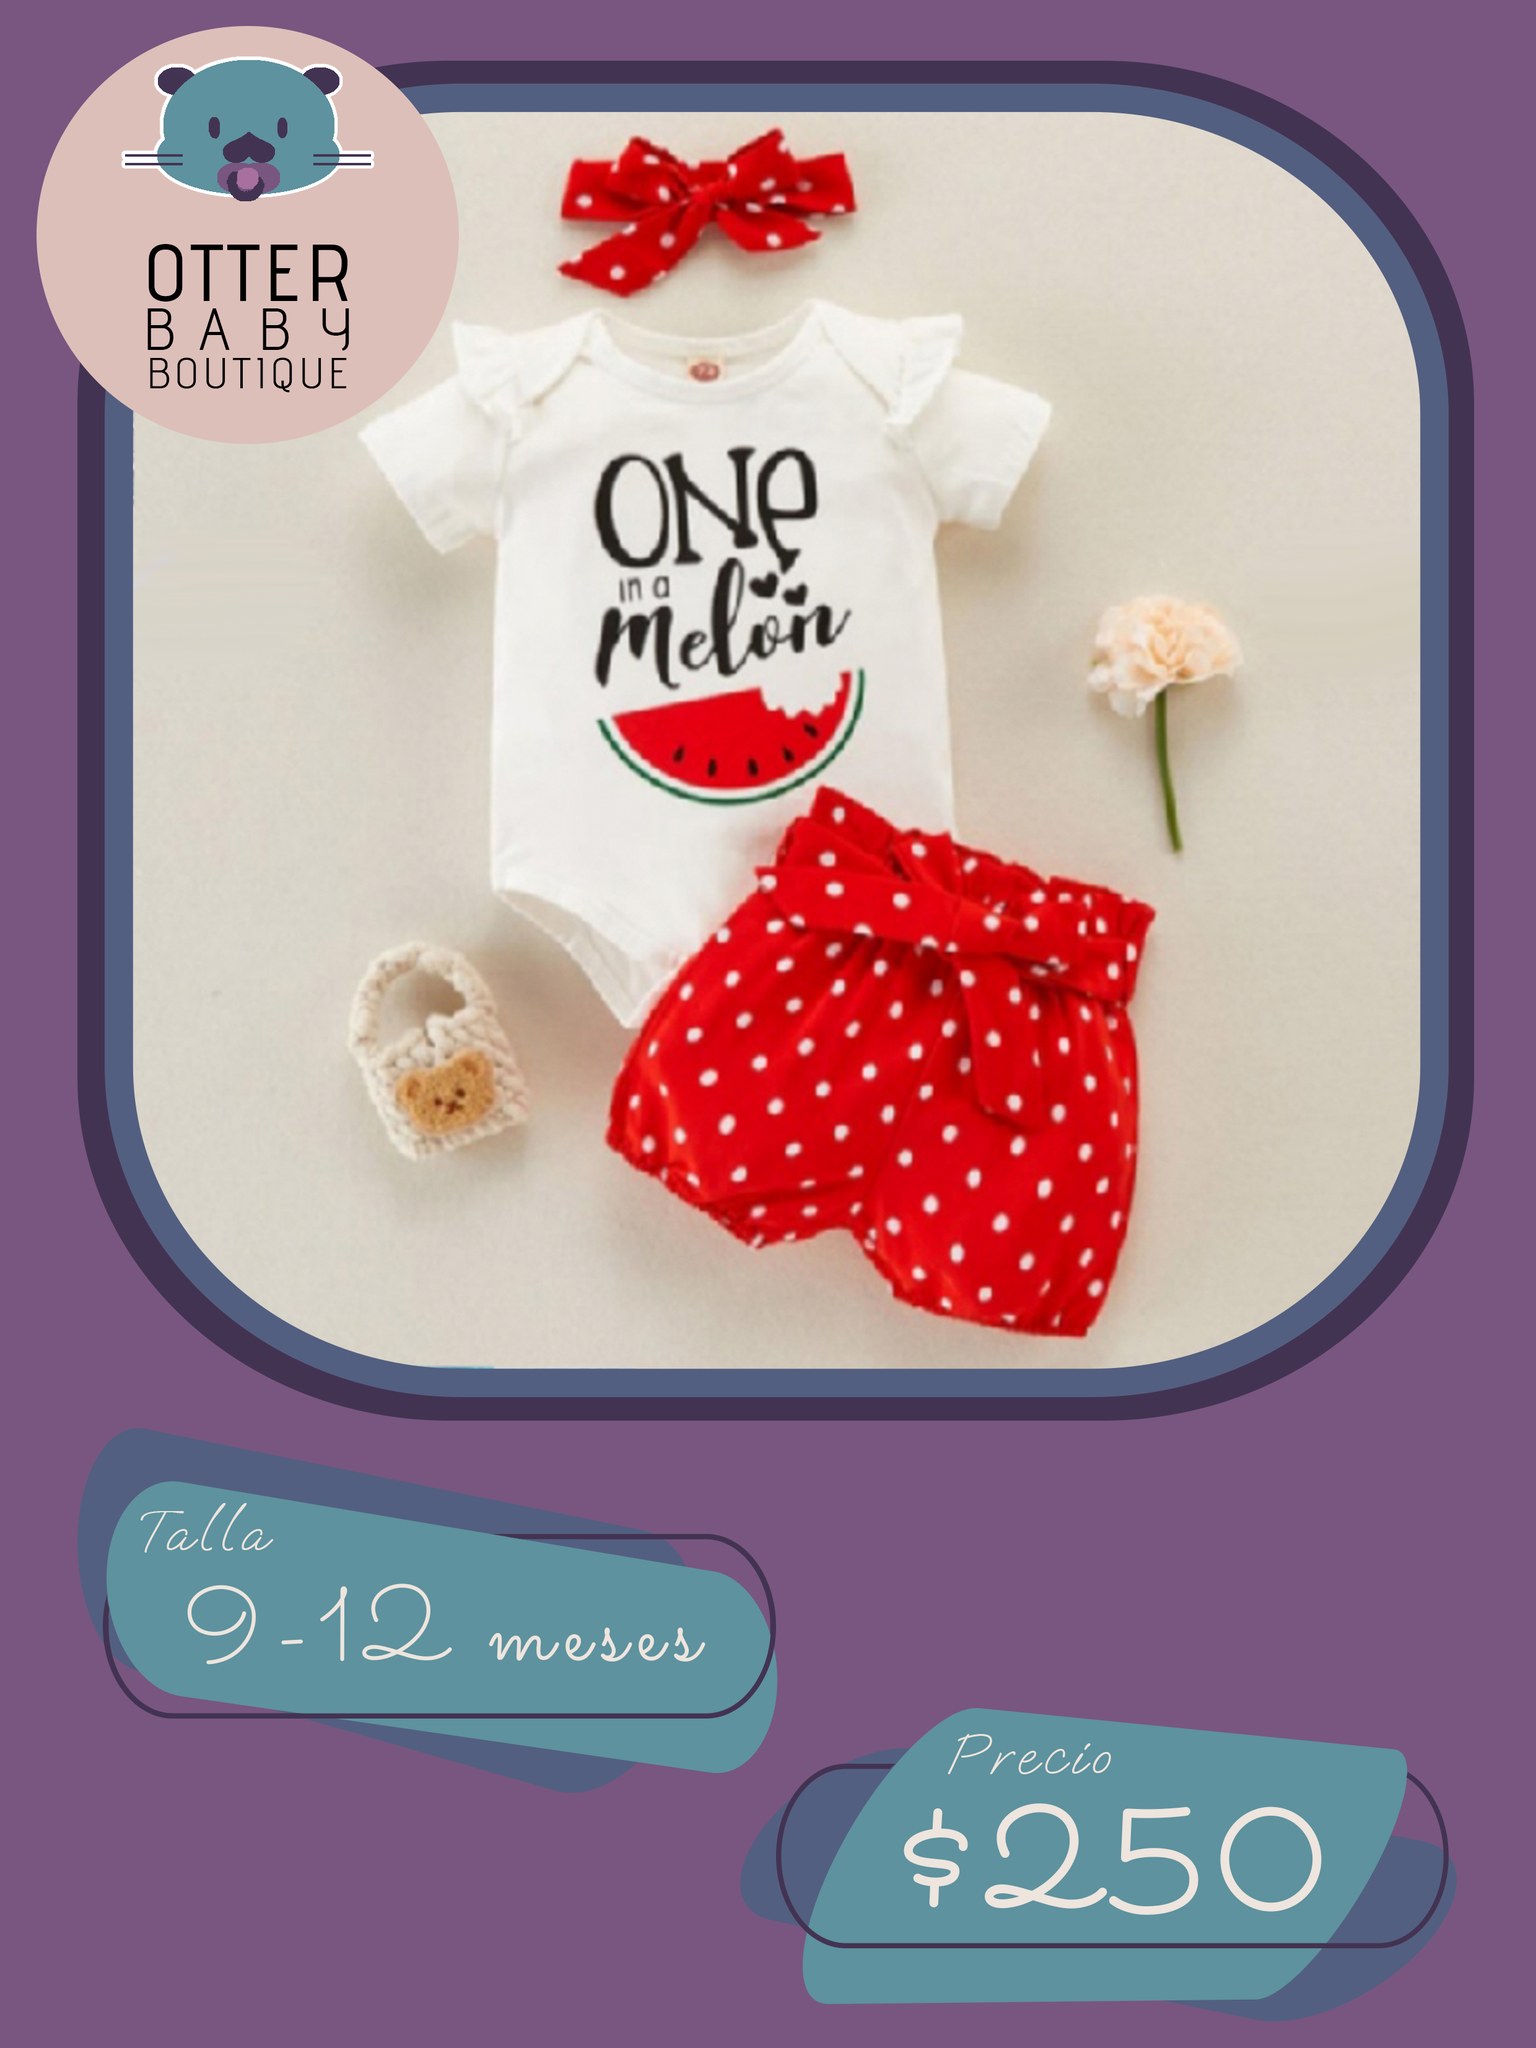 OTTER
BABY
BOUTIQUE
ONE
in a
Melon
Talla
9-12 meses
Precio
$250